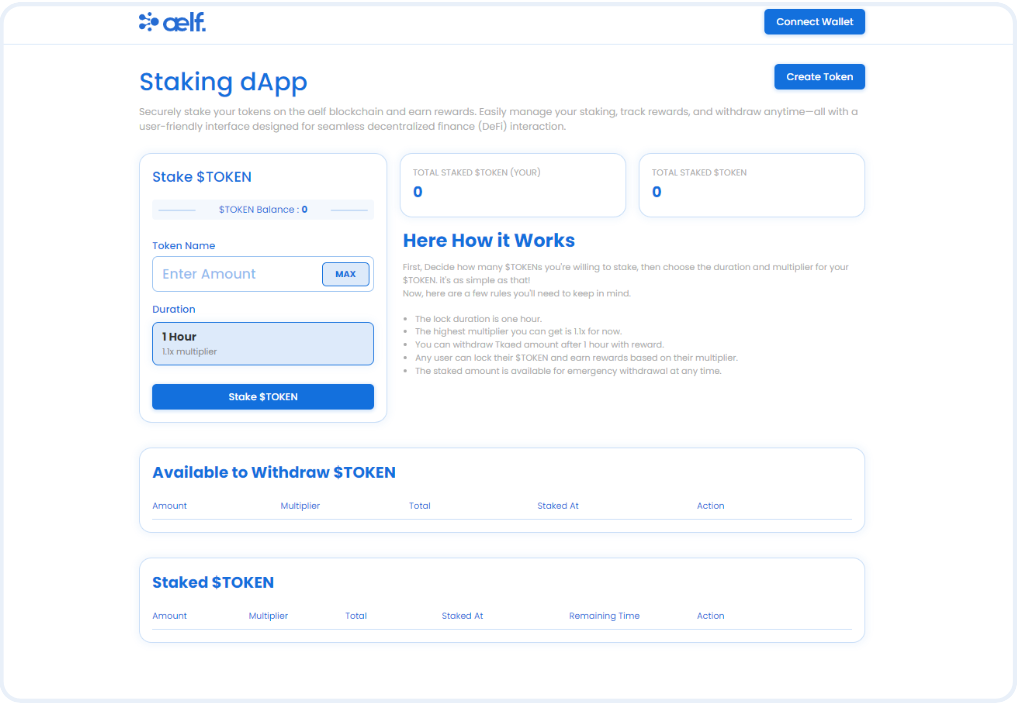 aelf.
Connect Wallet
Staking dApp
Create Token
Securely stake your tokens on the aelf blockchain and earn rewards. Easily manage your staking, track rewards, and withdraw anytime—all with a
user-friendly interface designed for seamless decentralized finance (DeFi) interaction.
Stake $TOKEN
$TOKEN Balance : 0
Token Name
Enter Amount
MAX
Duration
1 Hour
1.1x multiplier
Stake $TOKEN
TOTAL STAKED $TOKEN (YOUR)
0
TOTAL STAKED $TOKEN
0
Here How it Works
First, Decide how many $TOKENs you're willing to stake, then choose the duration and multiplier for your
$TOKEN. it's as simple as that!
Now, here are a few rules you'll need to keep in mind.
• The lock duration is one hour.
• The highest multiplier you can get is 1.1x for now.
• You can withdraw Tkaed amount after 1 hour with reward.
• Any user can lock their $TOKEN and earn rewards based on their multiplier.
• The staked amount is available for emergency withdrawal at any time.
Available to Withdraw $TOKEN
Amount Multiplier Total Staked At Action
Staked $TOKEN
Amount Multiplier Total Staked At Remaining Time Action